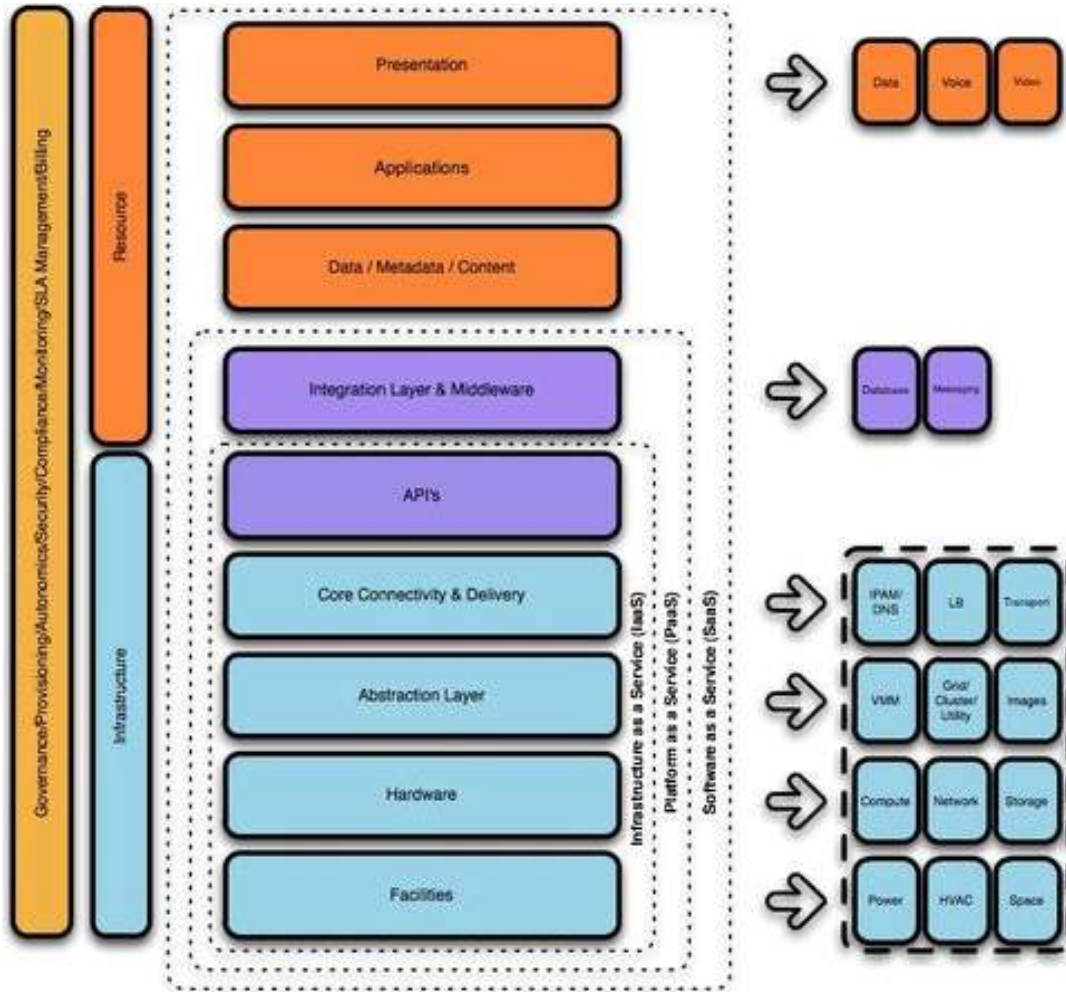 Governance/Provisioning/Autonomics/Security/Compliance/Monitoring/SLA Management/Billing
Resource
Infrastructure
Presentation
Data
Voice
Video
Applications
Data / Metadata / Content
Integration Layer & Middleware
Database
Messaging
API's
Core Connectivity & Delivery
IPAM/
DNS
LB
Transport
Abstraction Layer
VMM
Grid/
Cluster/
Utility
Images
Hardware
Compute
Network
Storage
Facilities
Power
HVAC
Space
Infrastructure as a Service (IaaS)
Platform as a Service (PaaS)
Software as a Service (SaaS)